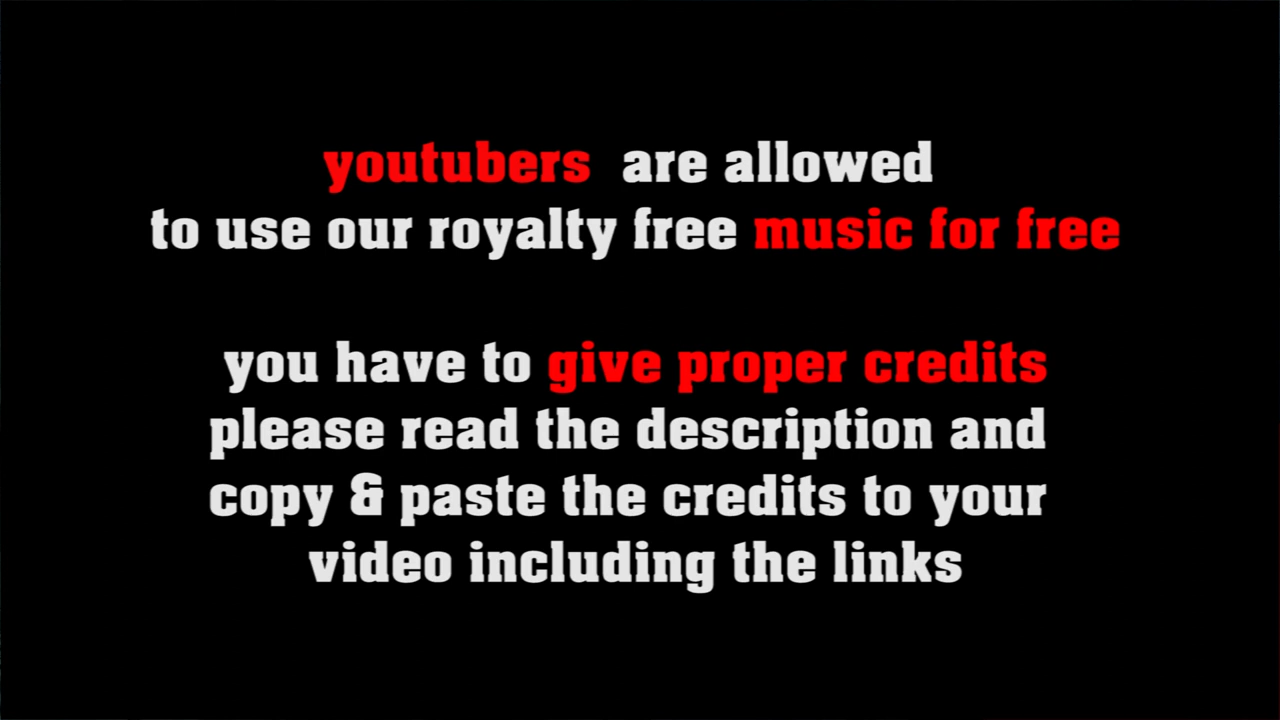 youtubers are allowed
to use our royalty free music for free
you have to give proper credits
please read the description and
copy & paste the credits to your
video including the links